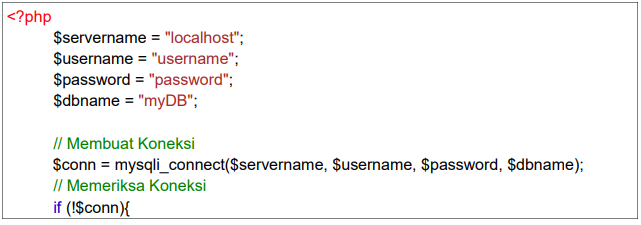 <?php
$servername = "localhost";
$username = "username";
$password = "password";
$dbname = "myDB";
// Membuat Koneksi
$conn = mysqli_connect($servername, $username, $password, $dbname);
// Memeriksa Koneksi
if (!$conn){